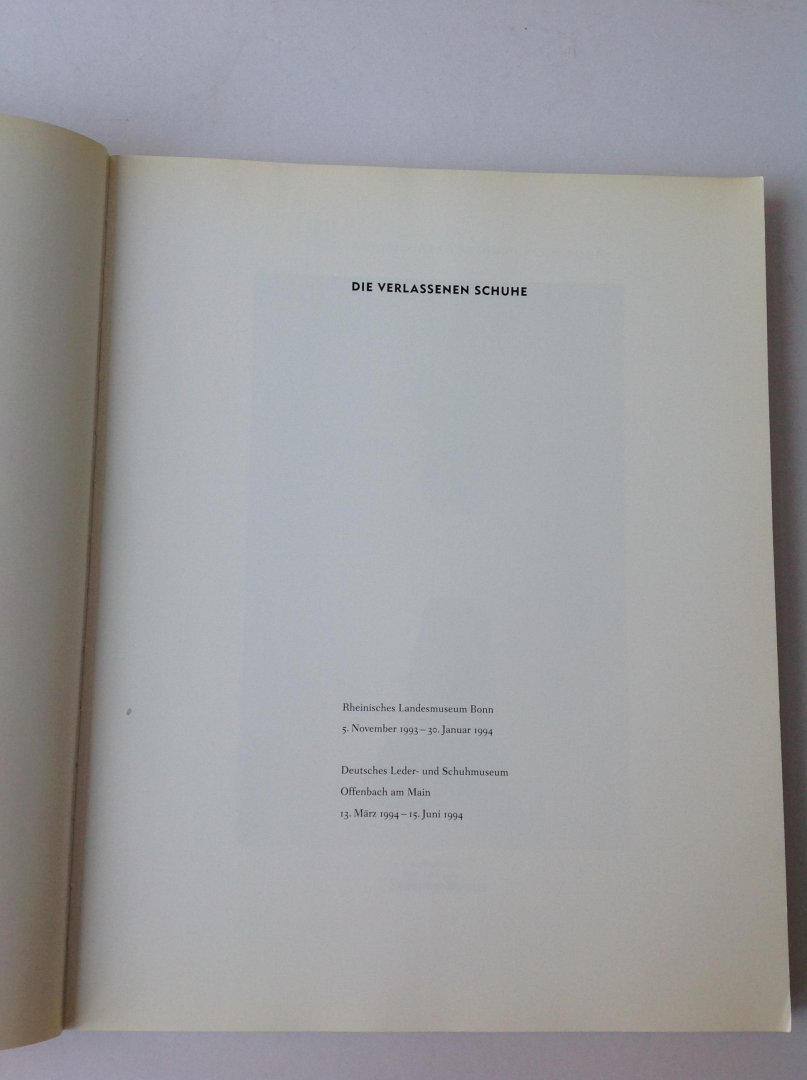 DIE VERLASSENEN SCHUHE
Rheinisches Landesmuseum Bonn
5. November 1993 – 30. Januar 1994
Deutsches Leder- und Schuhmuseum
Offenbach am Main
13. März 1994 – 15. Juni 1994